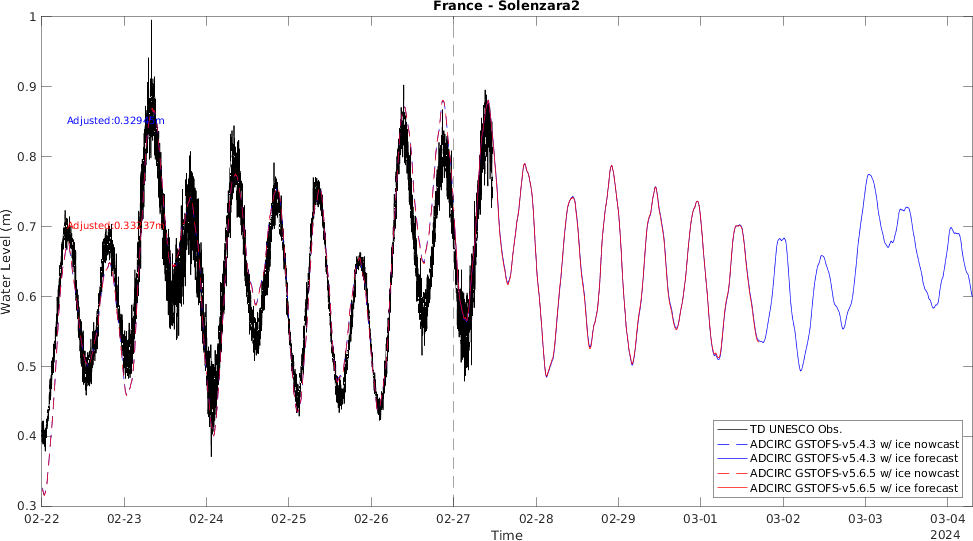 France - Solenzara2
1
0.9
0.8
0.7
0.6
0.5
0.4
0.3
Water Level (m)
Adjusted:0.329
Adjusted:0.33237m
TD UNESCO Obs.
ADCIRC GSTOFS-v5.4.3 w/ ice nowcast
ADCIRC GSTOFS-v5.4.3 w/ ice forecast
ADCIRC GSTOFS-v5.6.5 w/ ice nowcast
ADCIRC GSTOFS-v5.6.5 w/ ice forecast
02-22 02-23 02-24 02-25 02-26 02-27 02-28 02-29 03-01 03-02 03-03 03-04
2024
Time